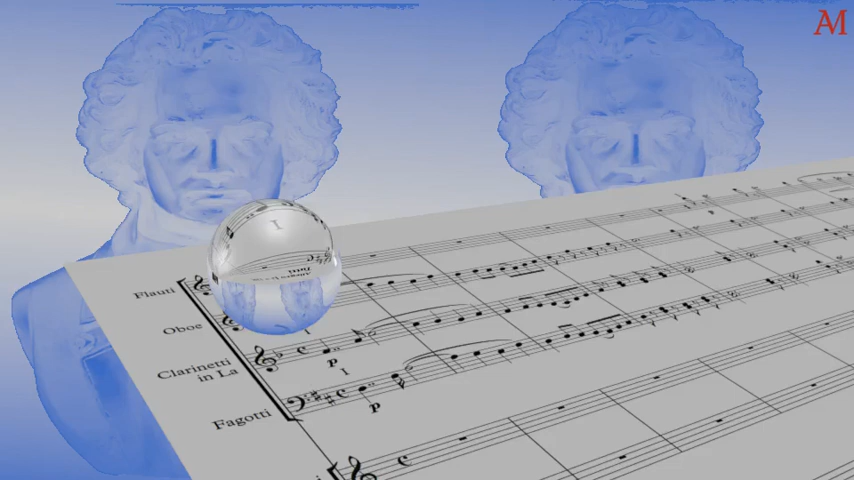 AM
I
Flauti
Oboe
Clarinetti
in La
p
I
Fagotti
p